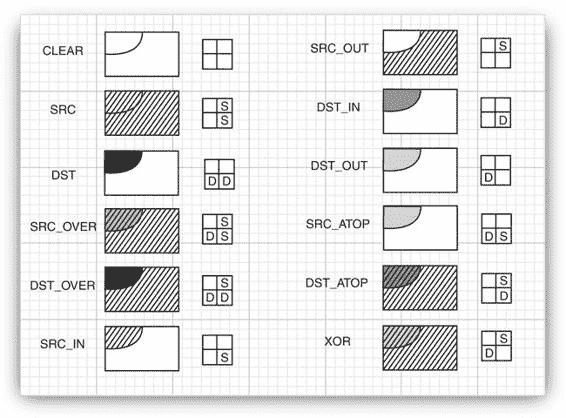 CLEAR
SRC
S
S
DST
D D
SRC_OVER
S
D S
DST_OVER
S
D D
SRC_IN
S
SRC_OUT
S
DST_IN
D
DST_OUT
D
SRC_ATOP
D S
DST_ATOP
S
D
XOR
S
D